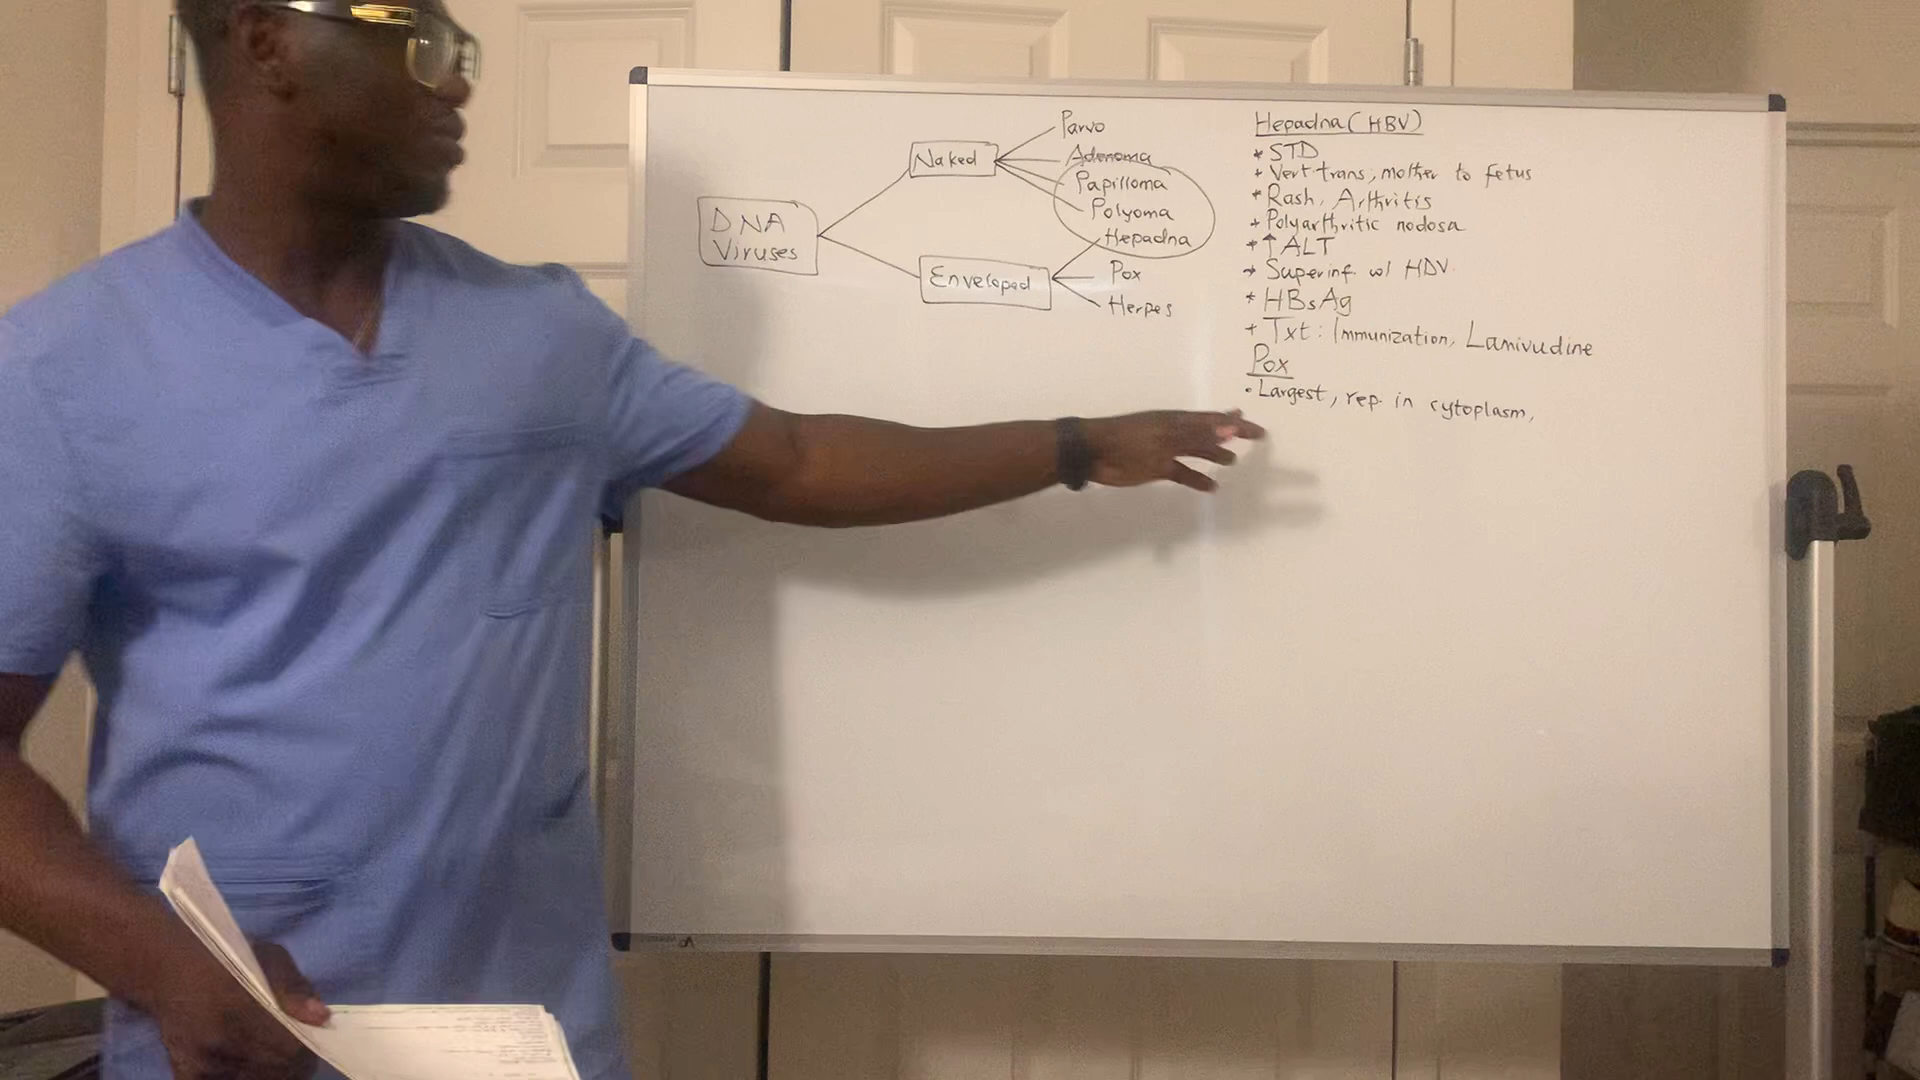 DNA
Viruses
Naked
Parvo
Adenoma
Papilloma
Polyoma
Enveloped
Hepadna
Pox
Herpes
Hepadna (HBV)
* STD
+ Vert trans, mother to fetus
* Rash, Arthritis
+ Polyarthritic nodosa
* ↑ ALT
+ Superinf. w/ HDV
* HBsAg
+ Txt: Immunization, Lamivudine
Pox
• Largest, rep. in cytoplasm,